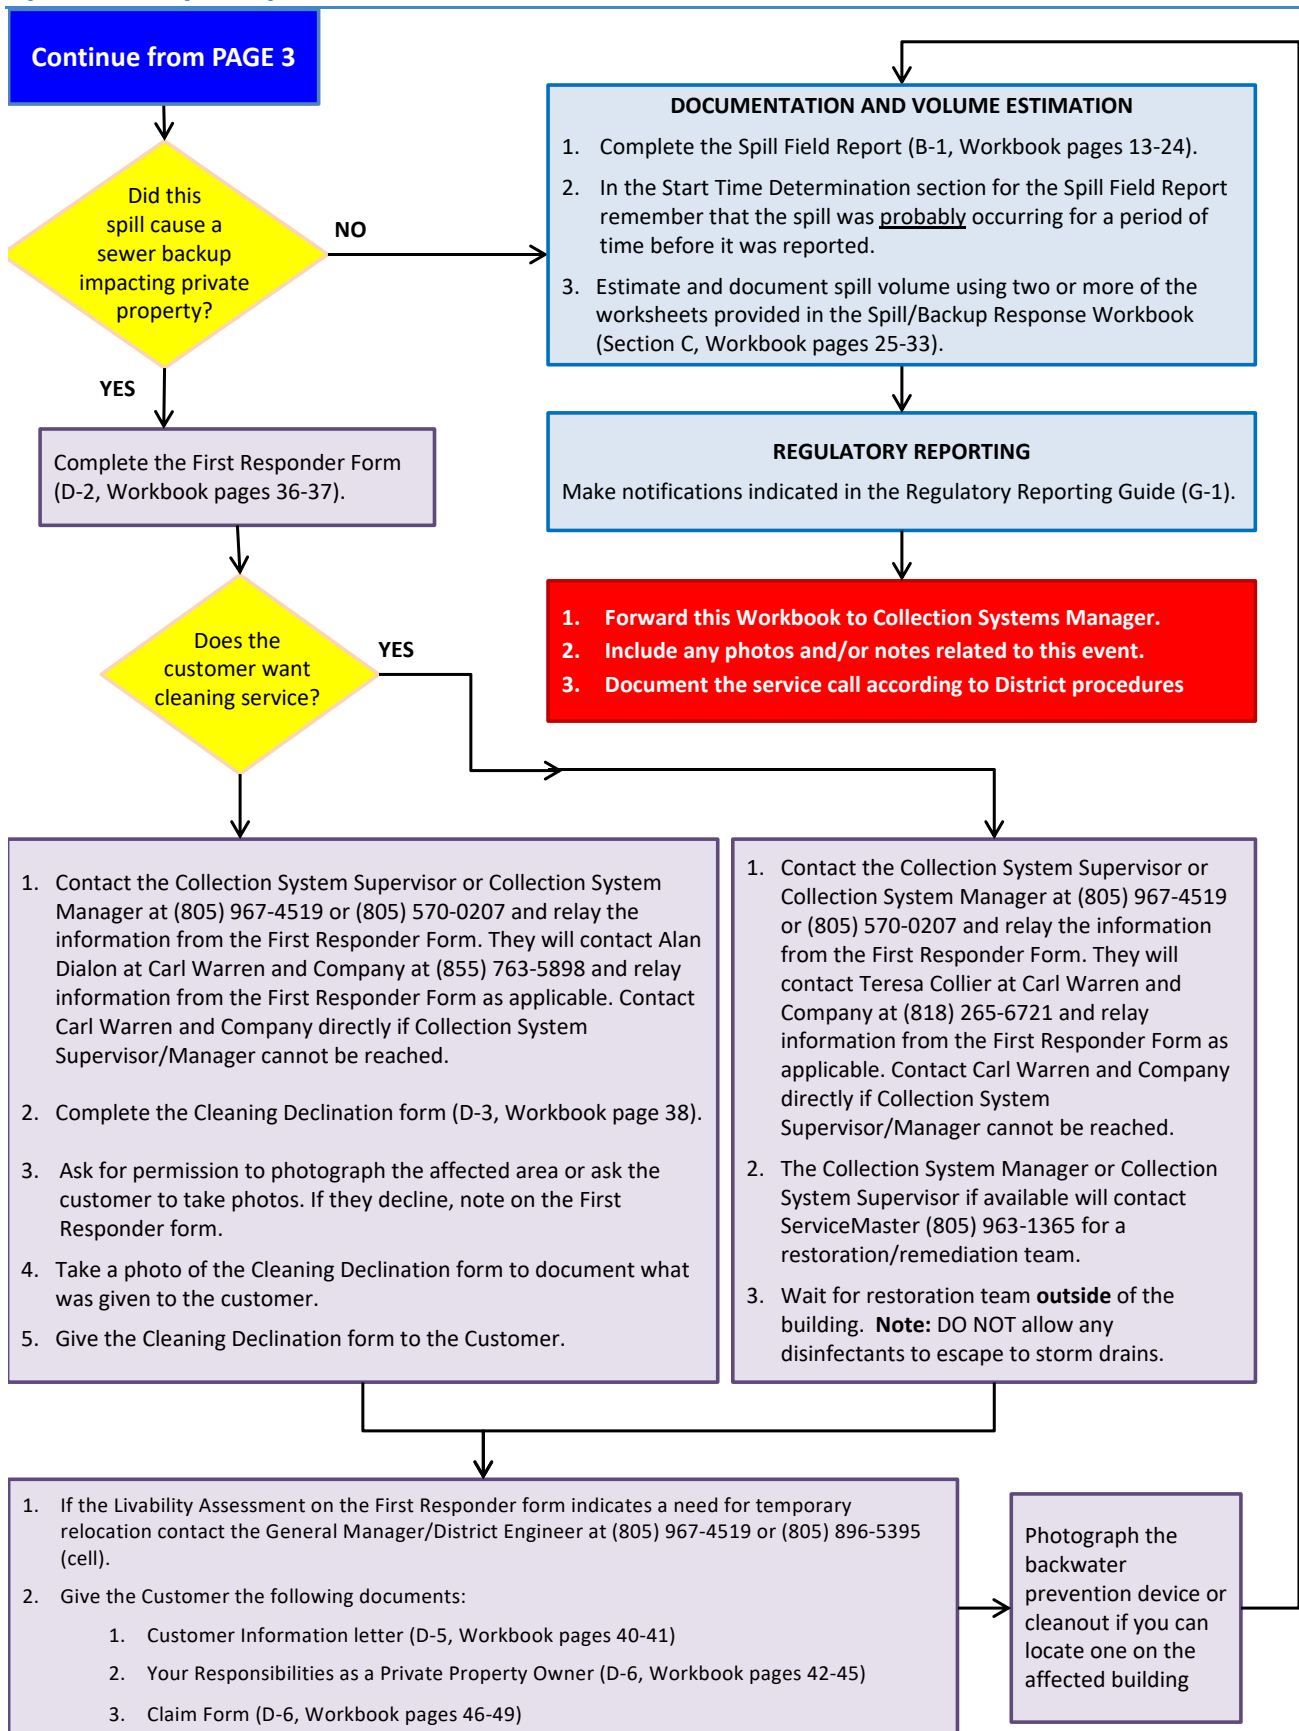 Continue from PAGE 3
Did this
spill cause a
sewer backup
impacting private
property?
NO
YES
DOCUMENTATION AND VOLUME ESTIMATION
1. Complete the Spill Field Report (B-1, Workbook pages 13-24).
2. In the Start Time Determination section for the Spill Field Report
remember that the spill was probably occurring for a period of
time before it was reported.
3. Estimate and document spill volume using two or more of the
worksheets provided in the Spill/Backup Response Workbook
(Section C, Workbook pages 25-33).
Complete the First Responder Form
(D-2, Workbook pages 36-37).
REGULATORY REPORTING
Make notifications indicated in the Regulatory Reporting Guide (G-1).
1. Forward this Workbook to Collection Systems Manager.
2. Include any photos and/or notes related to this event.
3. Document the service call according to District procedures
Does the
customer want
cleaning service?
YES
1. Contact the Collection System Supervisor or Collection System
Manager at (805) 967-4519 or (805) 570-0207 and relay the
information from the First Responder Form. They will contact Alan
Dialon at Carl Warren and Company at (855) 763-5898 and relay
information from the First Responder Form as applicable. Contact
Carl Warren and Company directly if Collection System
Supervisor/Manager cannot be reached.
2. Complete the Cleaning Declination form (D-3, Workbook page 38).
3. Ask for permission to photograph the affected area or ask the
customer to take photos. If they decline, note on the First
Responder form.
4. Take a photo of the Cleaning Declination form to document what
was given to the customer.
5. Give the Cleaning Declination form to the Customer.
1. Contact the Collection System Supervisor or
Collection System Manager at (805) 967-4519
or (805) 570-0207 and relay the information
from the First Responder Form. They will
contact Teresa Collier at Carl Warren and
Company at (818) 265-6721 and relay
information from the First Responder Form as
applicable. Contact Carl Warren and Company
directly if Collection System
Supervisor/Manager cannot be reached.
2. The Collection System Manager or Collection
System Supervisor if available will contact
ServiceMaster (805) 963-1365 for a
restoration/remediation team.
3. Wait for restoration team outside of the
building. Note: DO NOT allow any
disinfectants to escape to storm drains.
1. If the Livability Assessment on the First Responder form indicates a need for temporary
relocation contact the General Manager/District Engineer at (805) 967-4519 or (805) 896-5395
(cell).
2. Give the Customer the following documents:
1. Customer Information letter (D-5, Workbook pages 40-41)
2. Your Responsibilities as a Private Property Owner (D-6, Workbook pages 42-45)
3. Claim Form (D-6, Workbook pages 46-49)
Photograph the
backwater
prevention device or
cleanout if you can
locate one on the
affected building